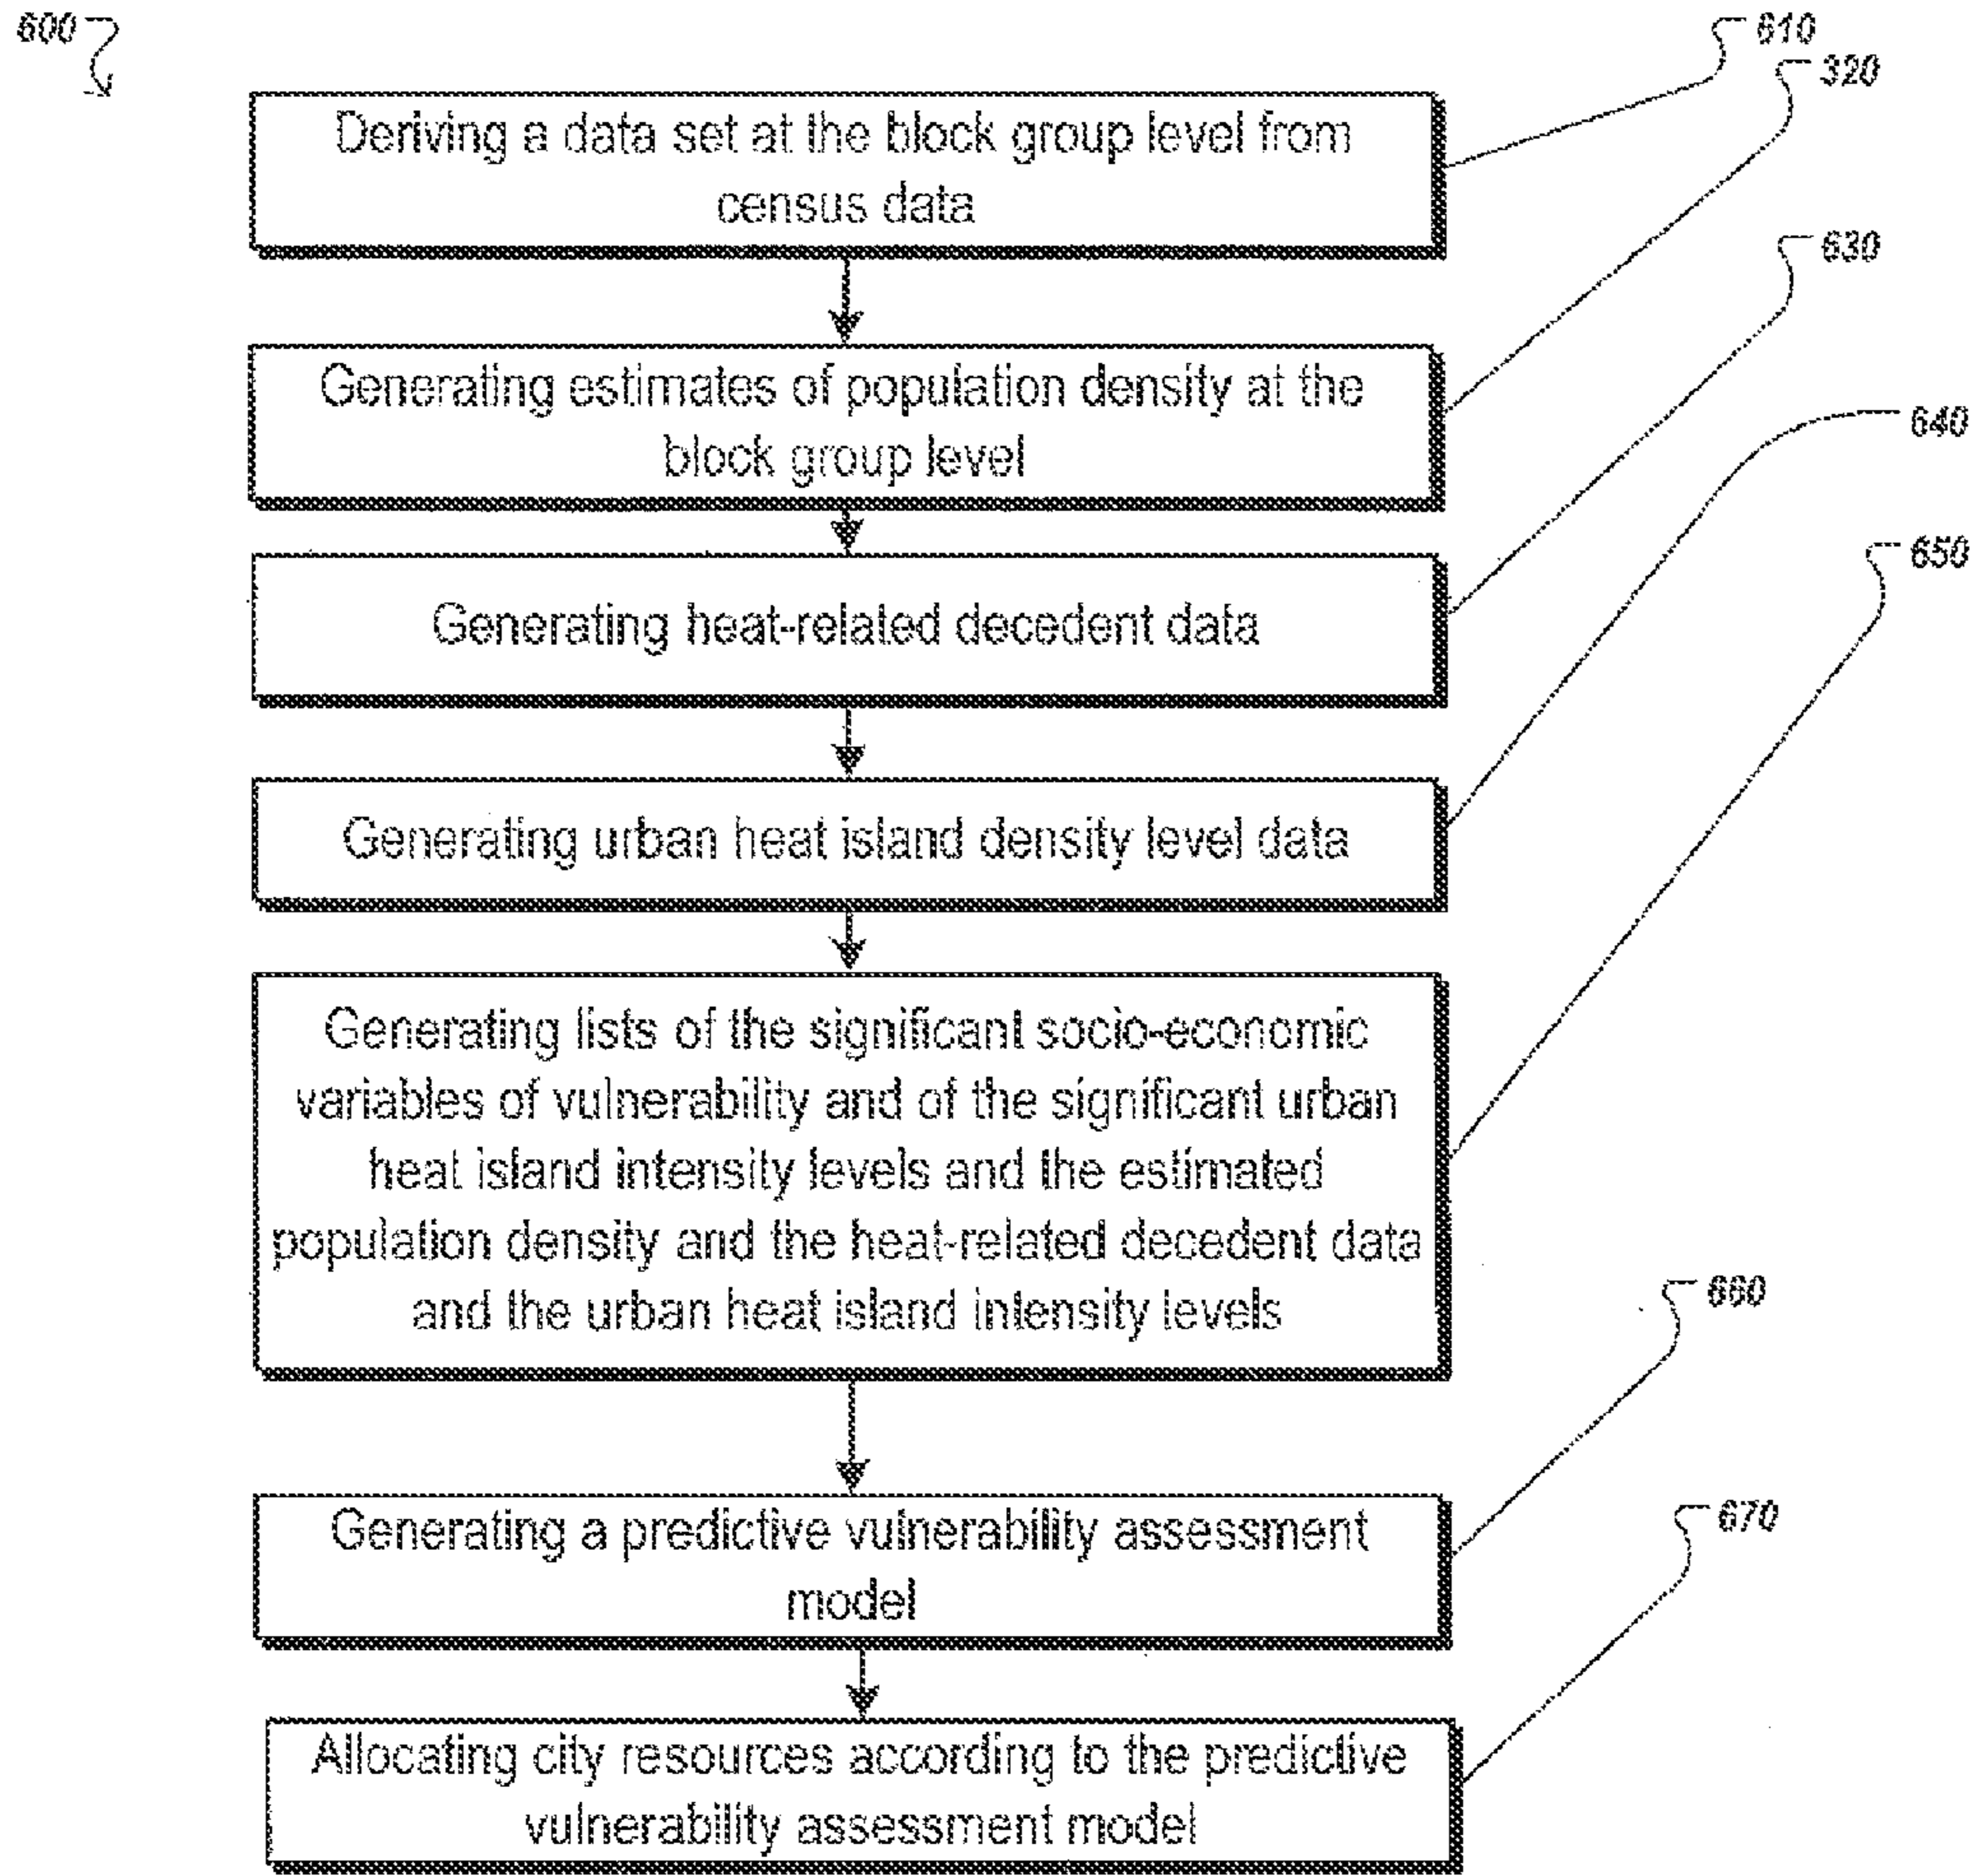 600
610
Deriving a data set at the block group level from
census data
320
Generating estimates of population density at the
block group level
630
Generating heat-related decedent data
640
Generating urban heat island density level data
650
Generating lists of the significant socio-economic
variables of vulnerability and of the significant urban
heat island intensity levels and the estimated
population density and the heat-related decedent data
and the urban heat island intensity levels
660
Generating a predictive vulnerability assessment
model
670
Allocating city resources according to the predictive
vulnerability assessment model